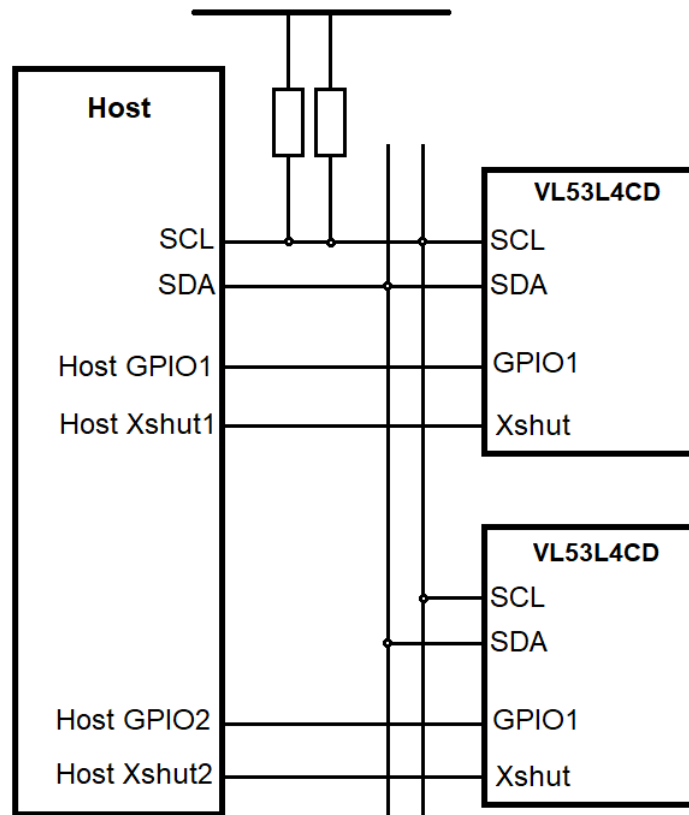 Host
SCL
SDA
Host GPIO1
Host Xshut1
Host GPIO2
Host Xshut2
VL53L4CD
SCL
SDA
GPIO1
Xshut
VL53L4CD
SCL
SDA
GPIO1
Xshut